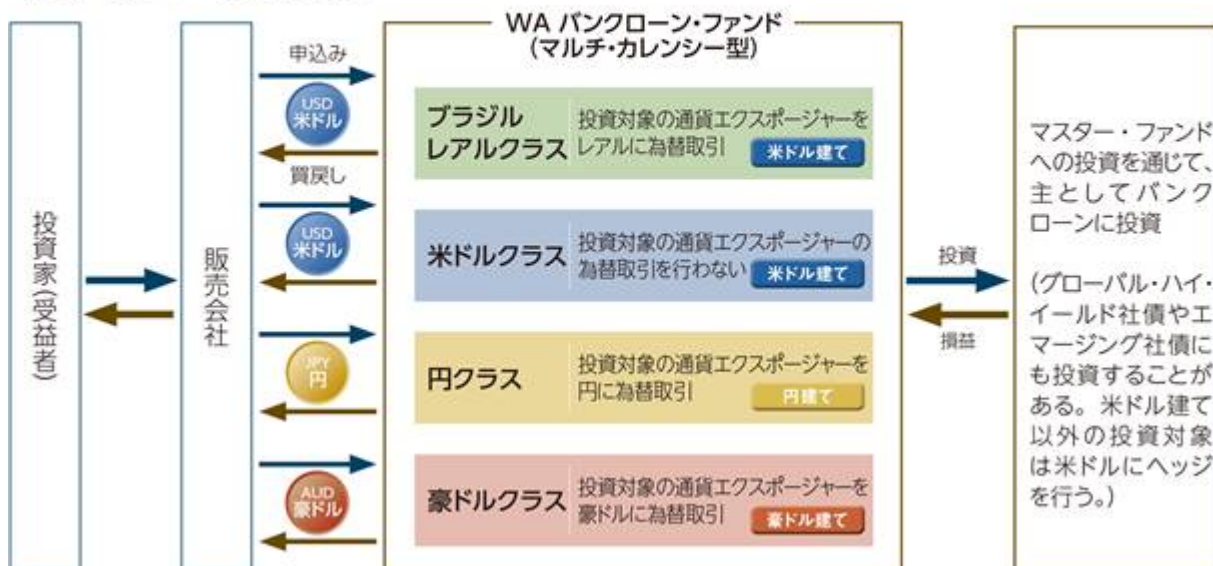 WA バンクローン・ファンド
(マルチ・カレンシー型)
投資家(受益者)
販売会社
申込み
USD
米ドル
買戻し
ブラジル
レアルクラス
投資対象の通貨エクスポージャーを
レアルに為替取引
米ドル建て
USD
米ドル
米ドルクラス
投資対象の通貨エクスポージャーの
為替取引を行わない
米ドル建て
JPY
円
円クラス
投資対象の通貨エクスポージャーを
円に為替取引
円建て
AUD
豪ドル
豪ドルクラス
投資対象の通貨エクスポージャーを
豪ドルに為替取引
豪ドル建て
投資
損益
マスター・ファンド
への投資を通じて、
主としてバンク
ローンに投資
(グローバル・ハイ・
イールド社債やエ
マージング社債に
も投資することが
ある。米ドル建て
以外の投資対象
は米ドルにヘッジ
を行う。)